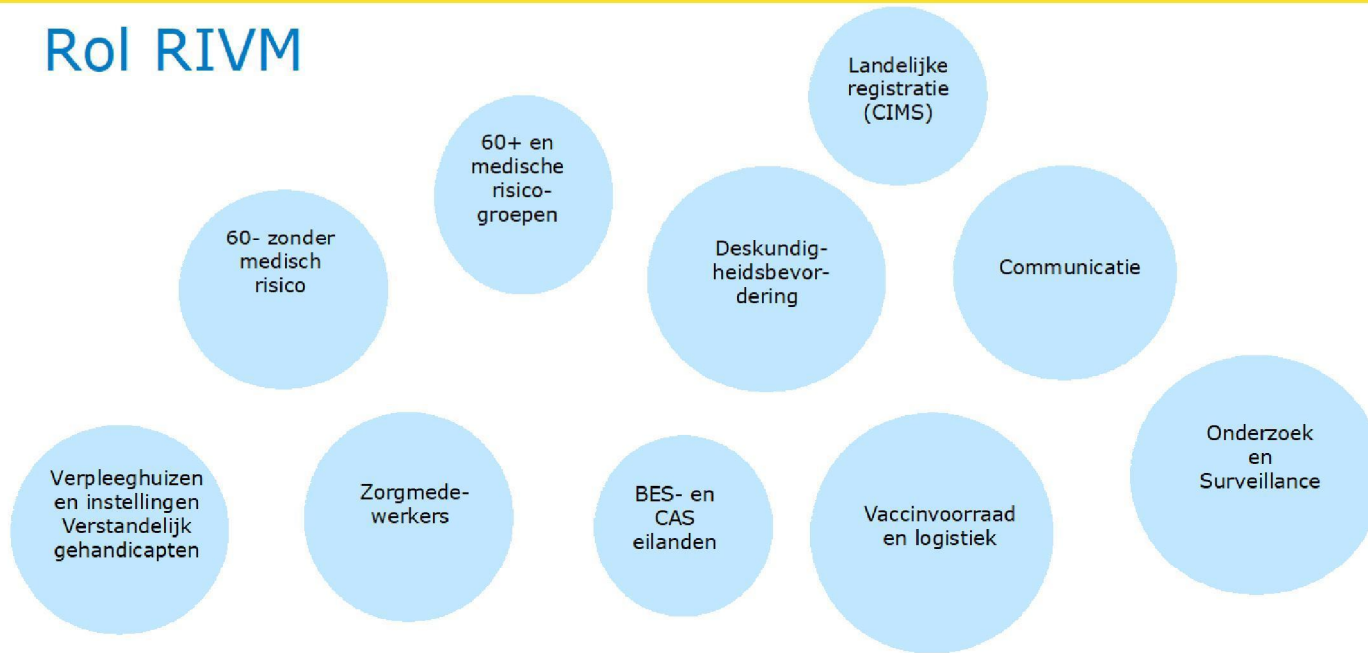 Rol RIVM
Landelijke
registratie
(CIMS)
60+ en
medische
risico-
groepen
60- zonder
medisch
risico
Deskundig-
heidsbevor-
dering
Communicatie
Verpleeghuizen
en instellingen
Verstandelijk
gehandicapten
Zorgmede-
werkers
BES- en
CAS
eilanden
Vaccinvoorraad
en logistiek
Onderzoek
en
Surveillance